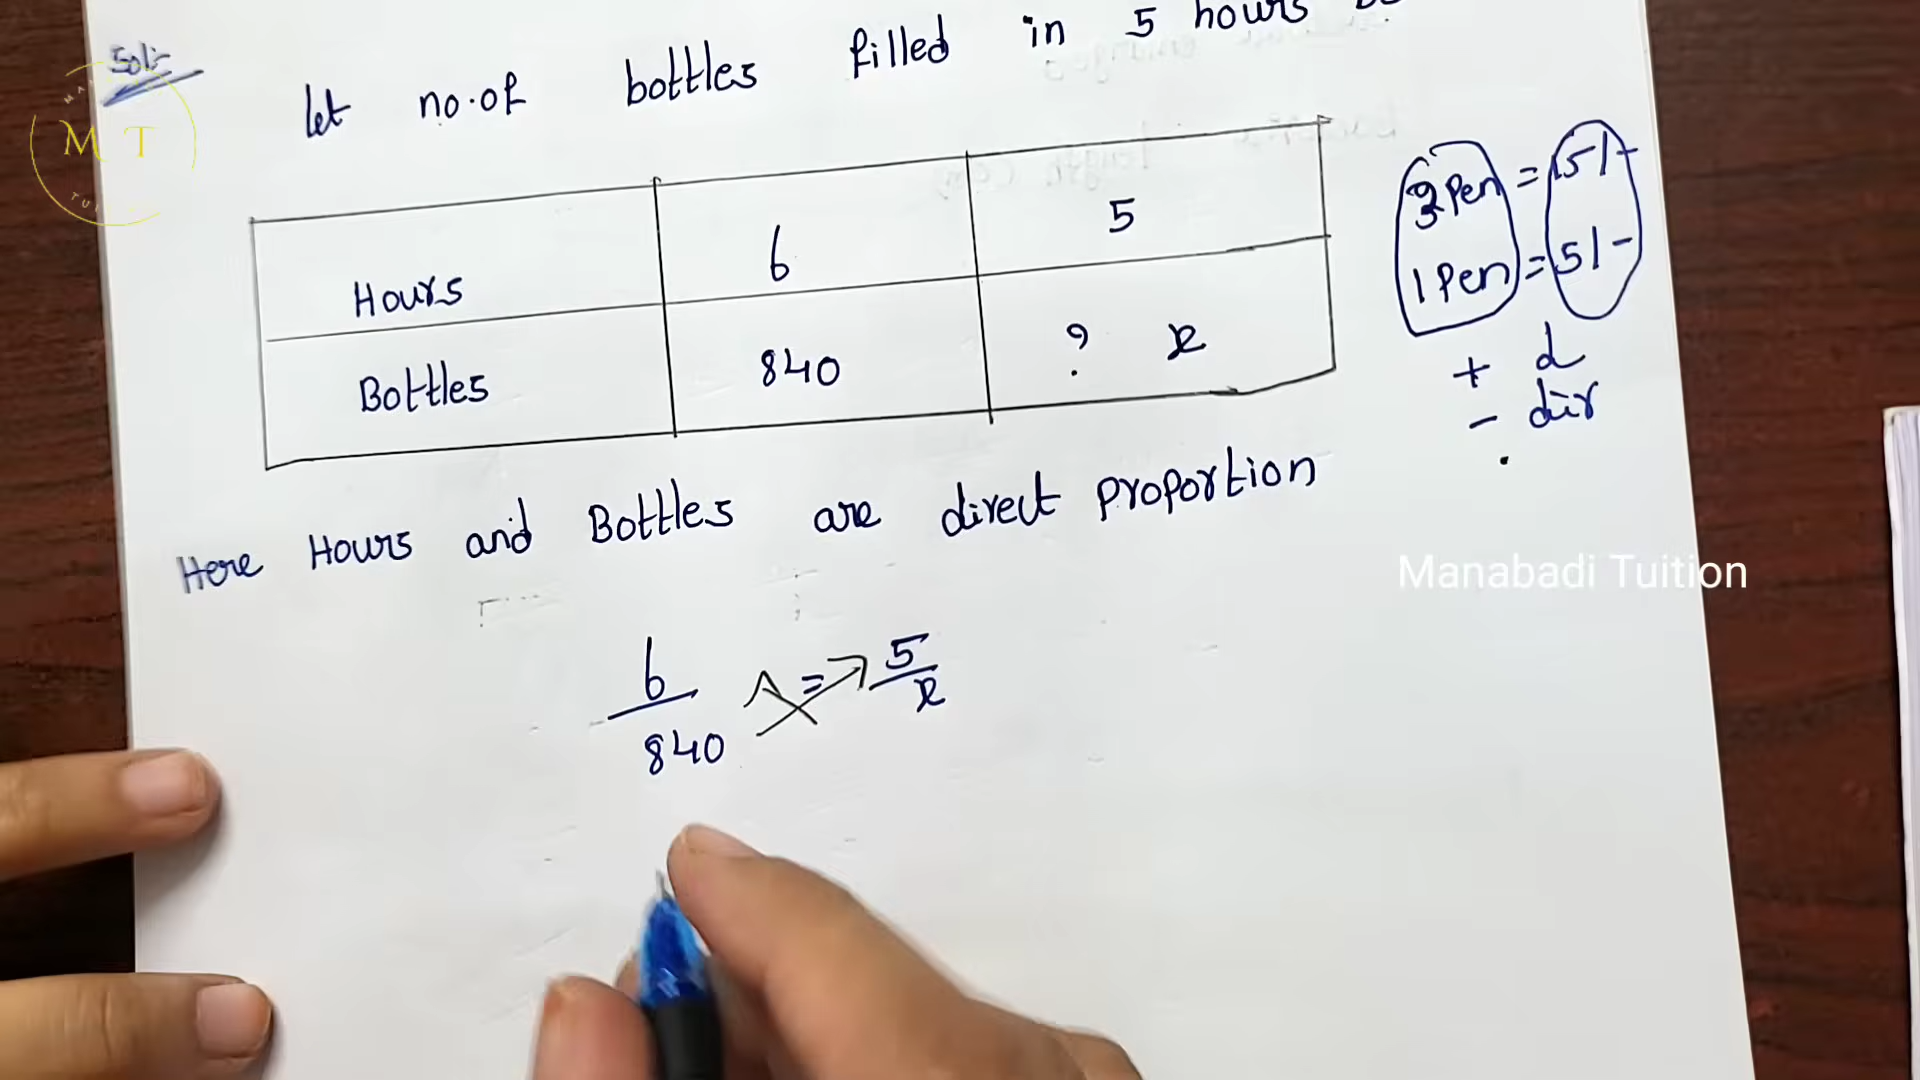 Sol:-
let no.of bottles filled in 5 hours
M T
Hours 6 5
Bottles 840 ? x
3 Pen = 15/-
1 Pen = 5/-
+ d
- dir
Here Hours and Bottles are direct proportion
Manabadi Tuition
6/840 = 5/x